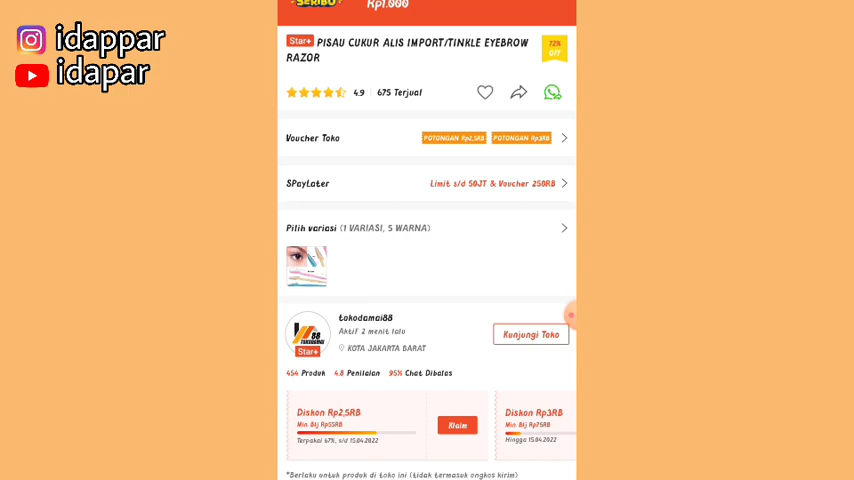 idappar
idapar
SERIBU
Rp1.000
Star+ PISAU CUKUR ALIS IMPORT/TINKLE EYEBROW
RAZOR
72%
OFF
4.9 675 Terjual
Voucher Toko POTONGAN Rp2,5RB POTONGAN Rp3RB
SPayLater Limit s/d 50JT & Voucher 250RB
Pilih variasi (1 VARIASI, 5 WARNA)
tokodamai88
Aktif 2 menit lalu
KOTA JAKARTA BARAT
88
TOKODAMAI
Star+
Kunjungi Toko
454 Produk 4.8 Penilaian 95% Chat Dibalas
Diskon Rp2,5RB
Min. Blj Rp55RB
Terpakai 67%, s/d 15.04.2022
Klaim
Diskon Rp3RB
Min. Blj Rp75RB
Hingga 15.04.2022
*Berlaku untuk produk di toko ini (tidak termasuk ongkos kirim)